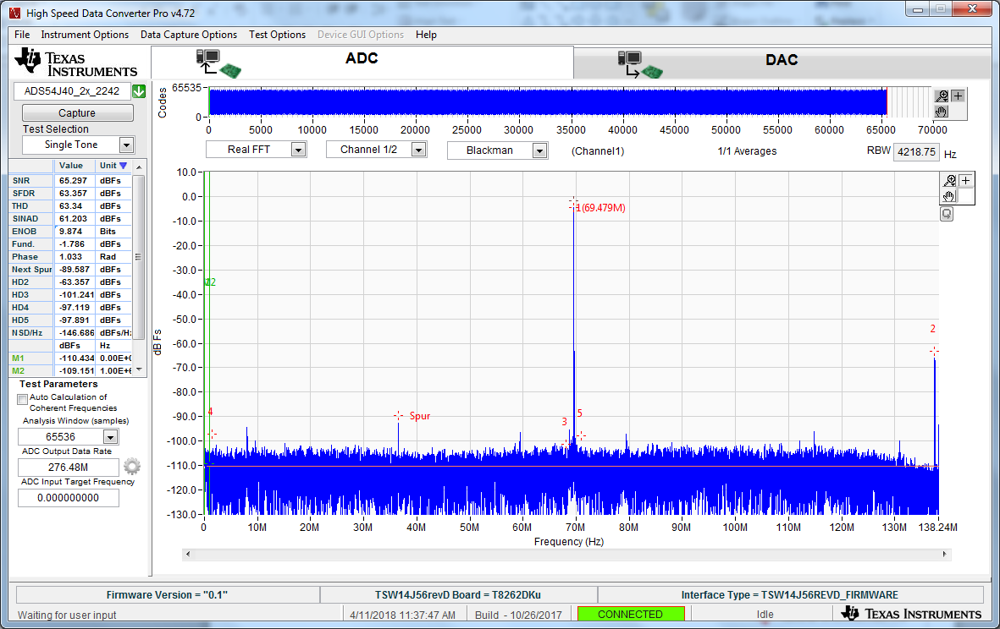 High Speed Data Converter Pro v4.72
File Instrument Options Data Capture Options Test Options Device GUI Options Help
TEXAS INSTRUMENTS
ADC
DAC
ADS54J40_2x_2242
Capture
Test Selection
Single Tone
Codes
65535
0
0 5000 10000 15000 20000 25000 30000 35000 40000 45000 50000 55000 60000 65000 70000
Real FFT Channel 1/2 Blackman (Channel1) 1/1 Averages RBW 4218.75 Hz
Value Unit
SNR 65.297 dBFs
SFDR 63.357 dBFs
THD 63.34 dBFs
SINAD 61.203 dBFs
ENOB 9.874 Bits
Fund. -1.786 dBFs
Phase 1.033 Rad
Next Spur -89.587 dBFs
HD2 -63.357 dBFs
HD3 -101.241 dBFs
HD4 -97.119 dBFs
HD5 -97.891 dBFs
NSD/Hz -146.686 dBFs/Hz
dBFs Hz
M1 -110.434 0.00E+0
M2 -109.151 1.00E+6
Test Parameters
Auto Calculation of
Coherent Frequencies
Analysis Window (samples)
65536
ADC Output Data Rate
276.48M
ADC Input Target Frequency
0.000000000
dB Fs
10.0
0.0
-10.0
-20.0
-30.0
-40.0
-50.0
-60.0
-70.0
-80.0
-90.0
-100.0
-110.0
-120.0
-130.0
1(69.479M)
2
4
Spur
3
5
0 10M 20M 30M 40M 50M 60M 70M 80M 90M 100M 110M 120M 130M 138.24M
Frequency (Hz)
Firmware Version = "0.1" TSW14J56revD Board = T8262DKu Interface Type = TSW14J56REVD_FIRMWARE
Waiting for user input 4/11/2018 11:37:47 AM Build - 10/26/2017 CONNECTED Idle TEXAS INSTRUMENTS